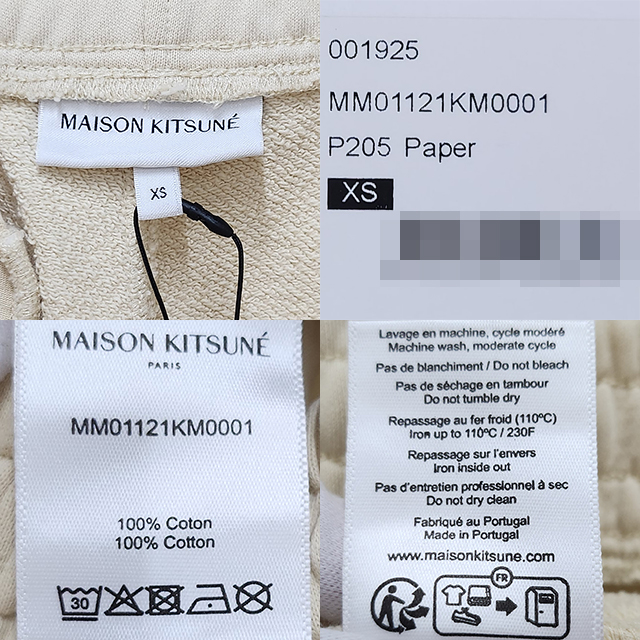 MAISON KITSUNÉ
XS
001925
MM01121KM0001
P205 Paper
XS
MAISON KITSUNÉ
PARIS
MM01121KM0001
100% Coton
100% Cotton
30
Lavage en machine, cycle modéré
Machine wash, moderate cycle
Pas de blanchiment / Do not bleach
Pas de séchage en tambour
Do not tumble dry
Repassage au fer froid (110ºC)
Iron up to 110ºC / 230F
Repassage sur l'envers
Iron inside out
Pas d'entretien professionnel à sec
Do not dry clean
Fabriqué au Portugal
Made in Portugal
www.maisonkitsune.com
FR